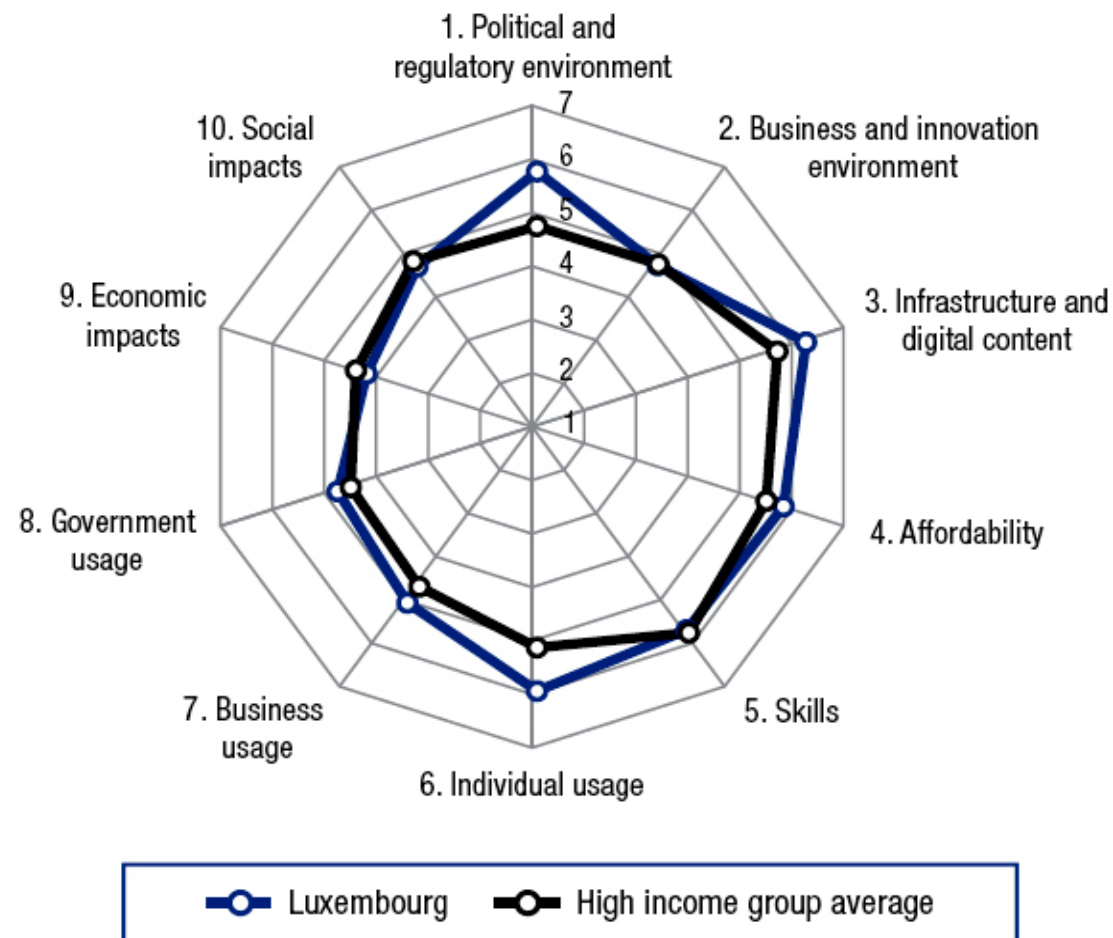 1. Political and
regulatory environment
7
6
5
4
3
2
1
2. Business and innovation
environment
3. Infrastructure and
digital content
4. Affordability
5. Skills
6. Individual usage
7. Business
usage
8. Government
usage
9. Economic
impacts
10. Social
impacts
Luxembourg
High income group average